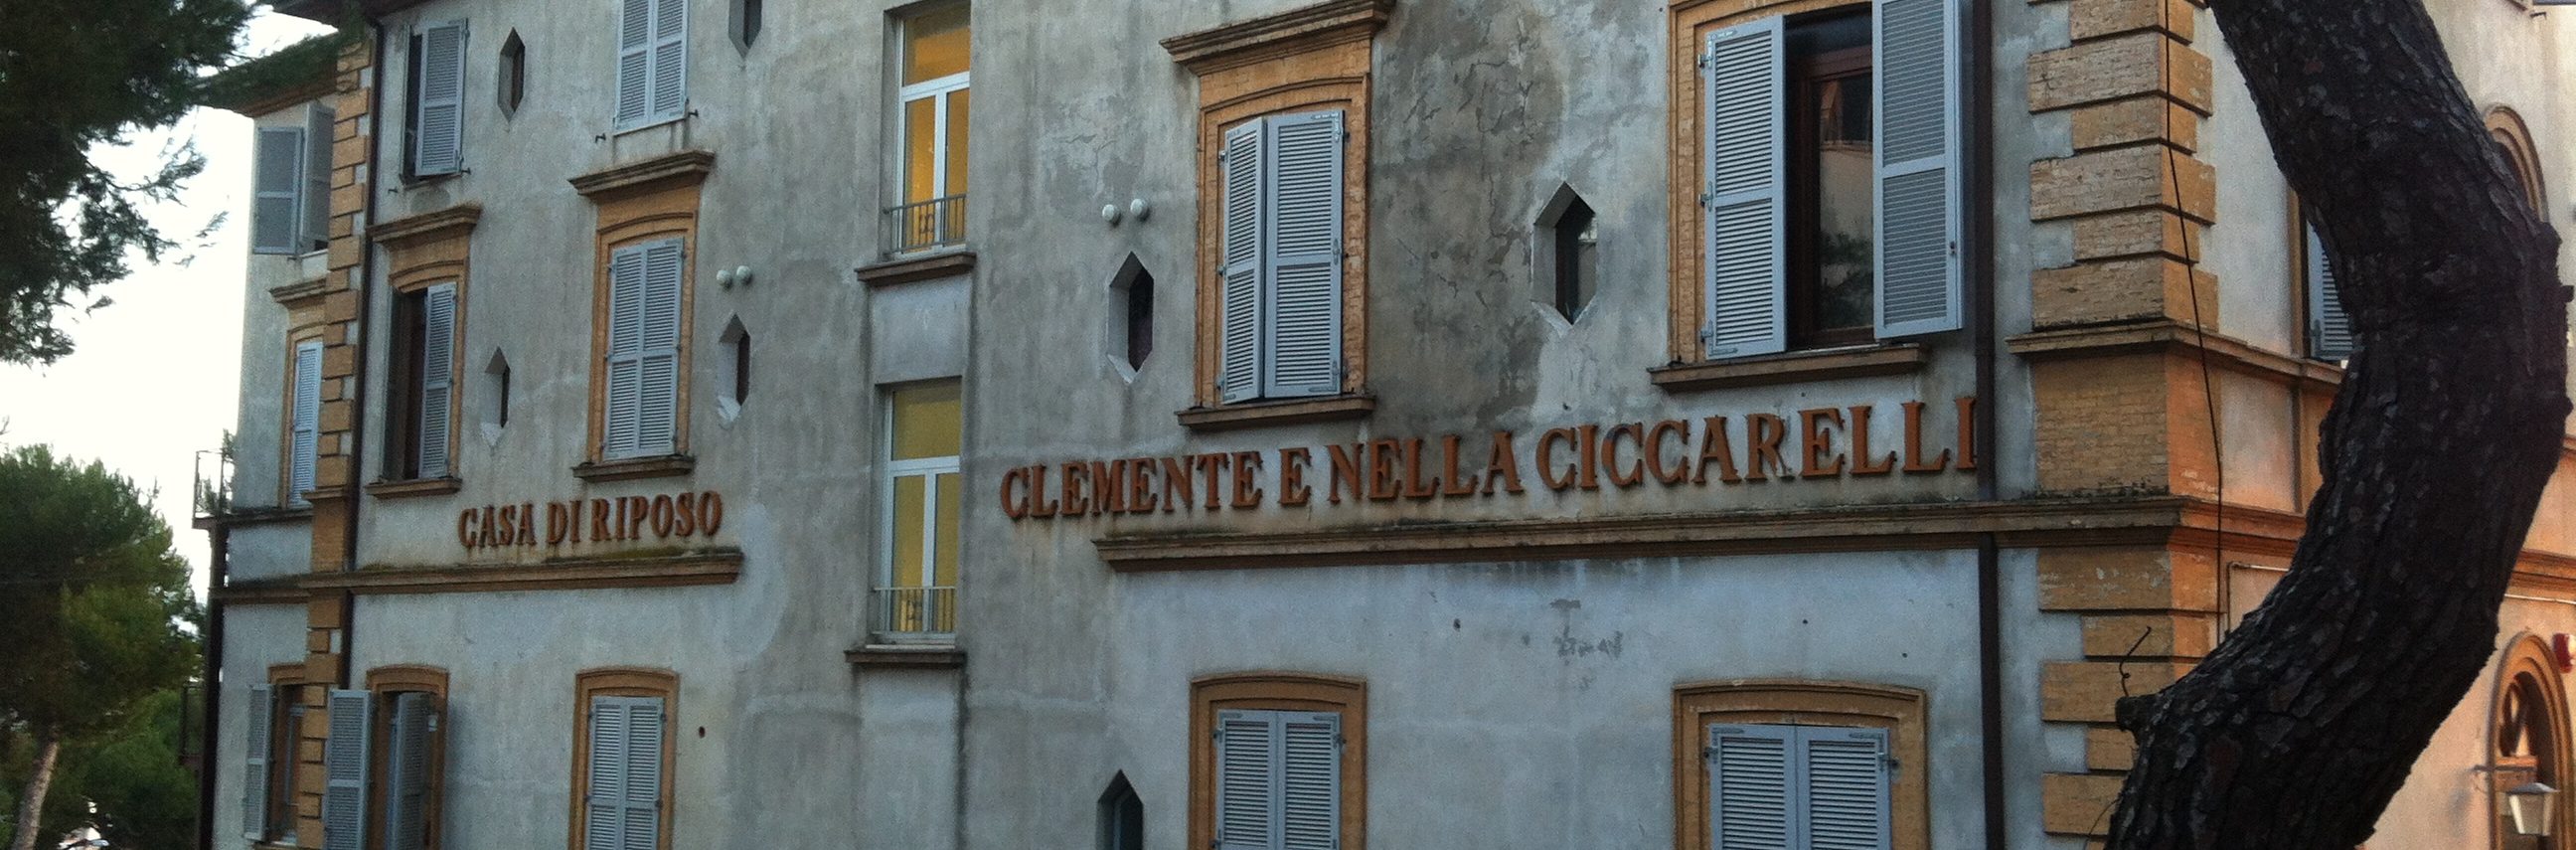 CASA DI RIPOSO CLEMENTE E NELLA CICCARELLI